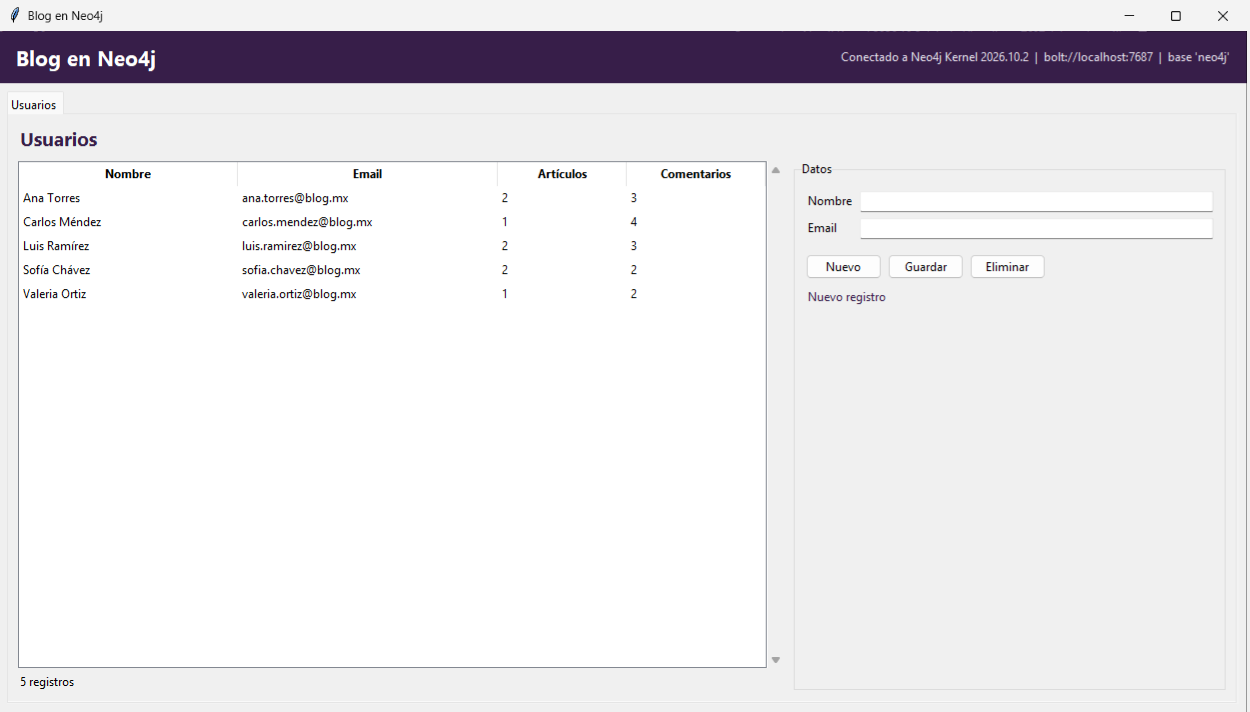 Blog en Neo4j
Blog en Neo4j
Conectado a Neo4j Kernel 2026.10.2 | bolt://localhost:7687 | base 'neo4j'
Usuarios
Usuarios
Nombre Email Artículos Comentarios
Ana Torres ana.torres@blog.mx 2 3
Carlos Méndez carlos.mendez@blog.mx 1 4
Luis Ramírez luis.ramirez@blog.mx 2 3
Sofía Chávez sofia.chavez@blog.mx 2 2
Valeria Ortiz valeria.ortiz@blog.mx 1 2
5 registros
Datos
Nombre
Email
Nuevo Guardar Eliminar
Nuevo registro